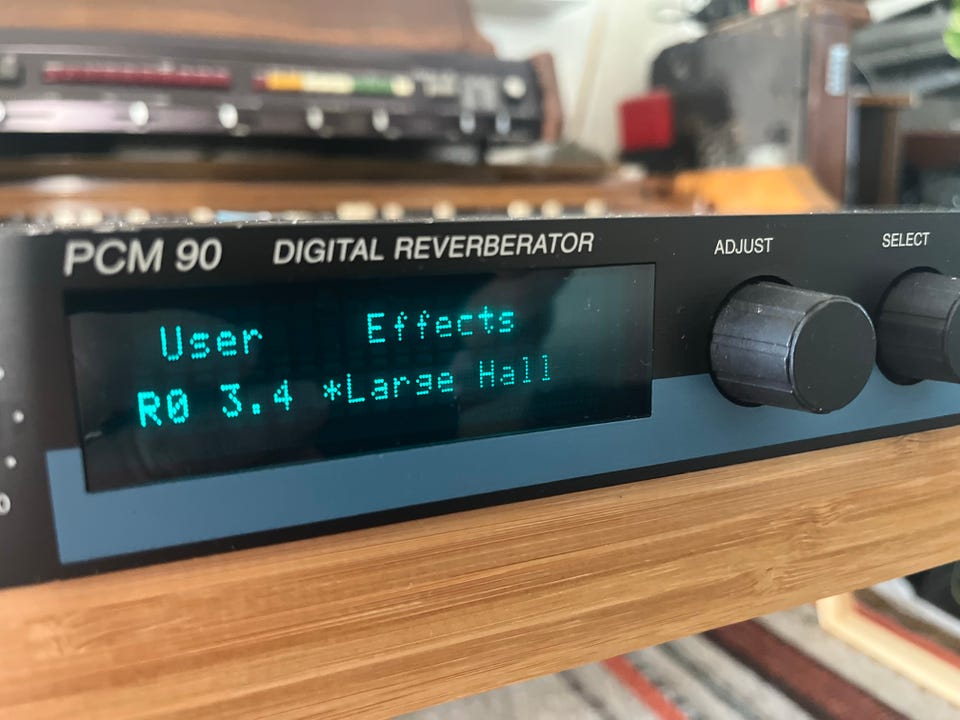 PCM 90 DIGITAL REVERBERATOR
ADJUST
SELECT
User Effects
R0 3.4 *Large Hall